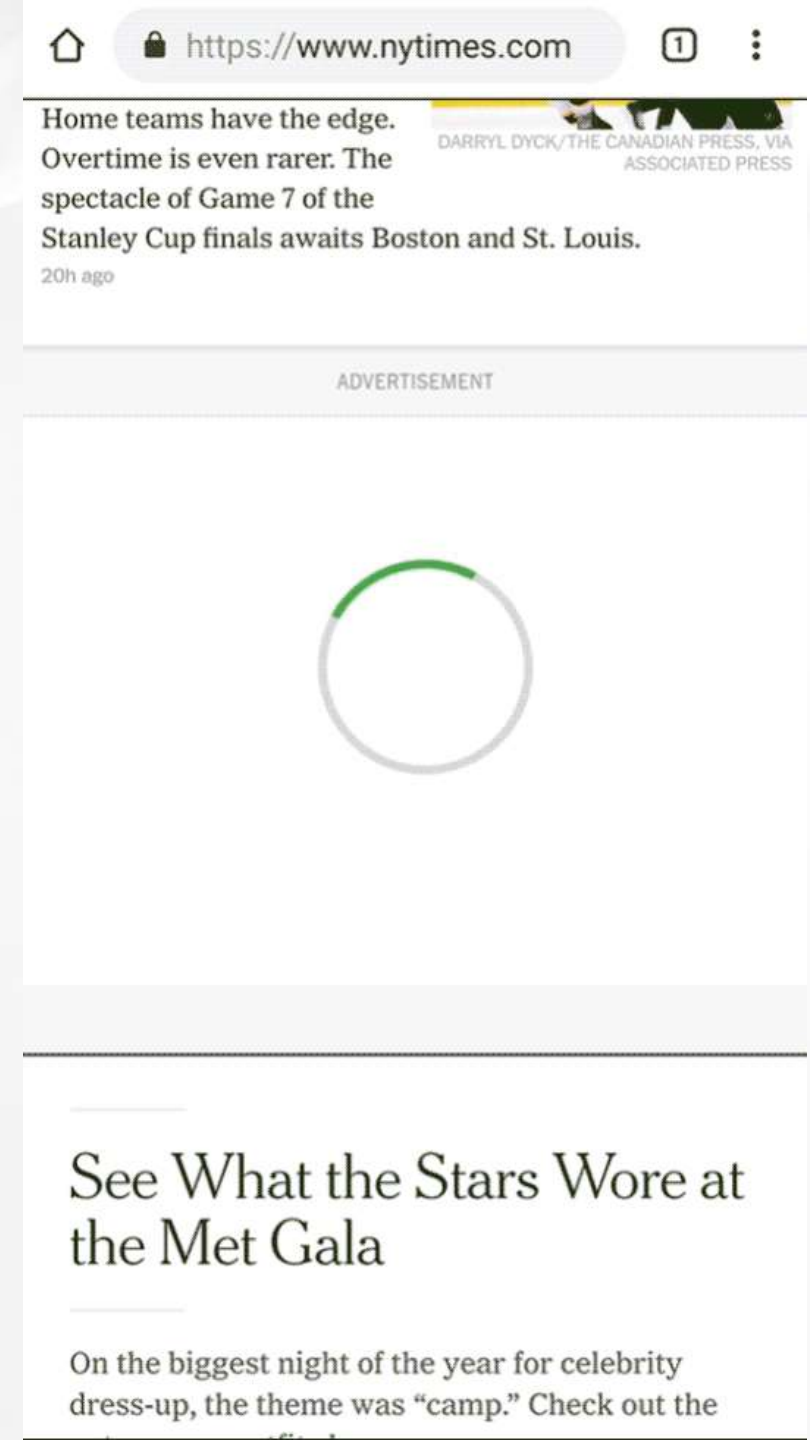 https://www.nytimes.com
1
Home teams have the edge.
Overtime is even rarer. The
spectacle of Game 7 of the
Stanley Cup finals awaits Boston and St. Louis.
DARRYL DYCK/THE CANADIAN PRESS, VIA
ASSOCIATED PRESS
20h ago
ADVERTISEMENT
See What the Stars Wore at
the Met Gala
On the biggest night of the year for celebrity
dress-up, the theme was “camp.” Check out the